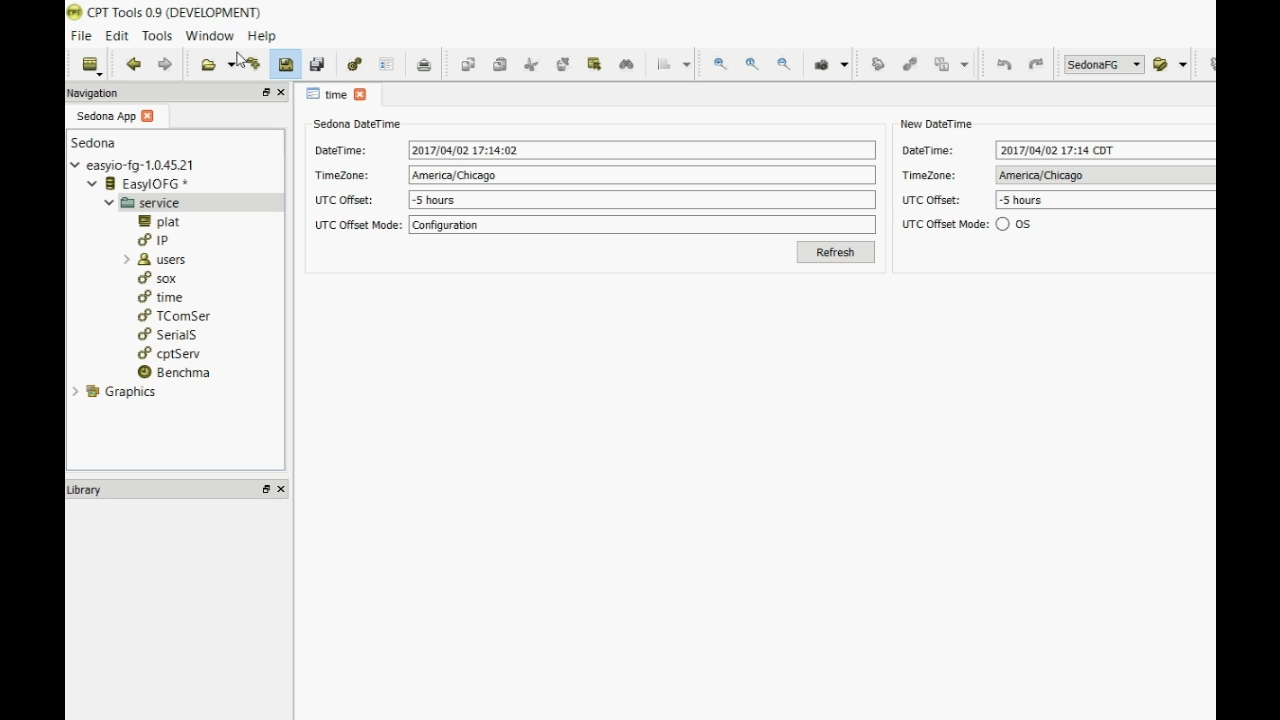 CPT Tools 0.9 (DEVELOPMENT)
File Edit Tools Window Help
SedonaFG
Navigation
Sedona App
Sedona
easyio-fg-1.0.45.21
EasyIOFG *
service
plat
IP
users
sox
time
TComSer
SerialS
cptServ
Benchma
Graphics
Library
time
Sedona DateTime
DateTime: 2017/04/02 17:14:02
TimeZone: America/Chicago
UTC Offset: -5 hours
UTC Offset Mode: Configuration
Refresh
New DateTime
DateTime: 2017/04/02 17:14 CDT
TimeZone: America/Chicago
UTC Offset: -5 hours
UTC Offset Mode: OS